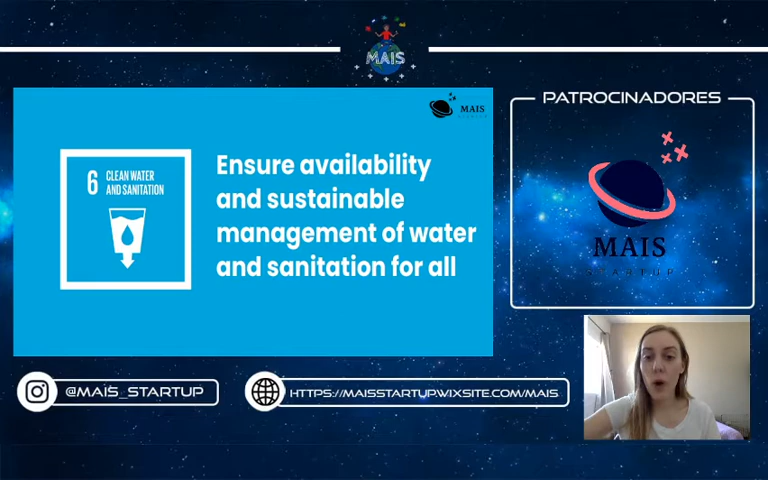 MAIS
MAIS
STARTUP
6 CLEAN WATER
AND SANITATION
Ensure availability
and sustainable
management of water
and sanitation for all
PATROCINADORES
MAIS
STARTUP
@MAIS_STARTUP
HTTPS://MAISSTARTUP.WIXSITE.COM/MAIS